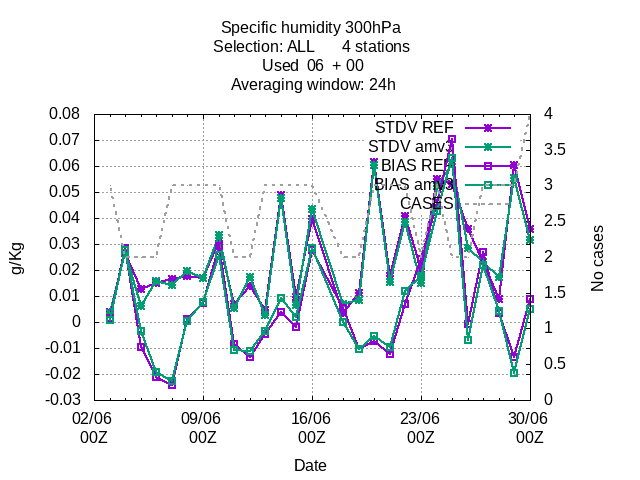 Specific humidity 300hPa
Selection: ALL 4 stations
Used 06 + 00
Averaging window: 24h
0.08
0.07
0.06
0.05
0.04
0.03
0.02
0.01
0
-0.01
-0.02
-0.03
g/Kg
STDV REF
STDV amv3
BIAS REF
BIAS amv3
CASES
4
3.5
3
2.5
2
1.5
1
0.5
0
No cases
02/06 09/06 16/06 23/06 30/06
00Z 00Z 00Z 00Z 00Z
Date